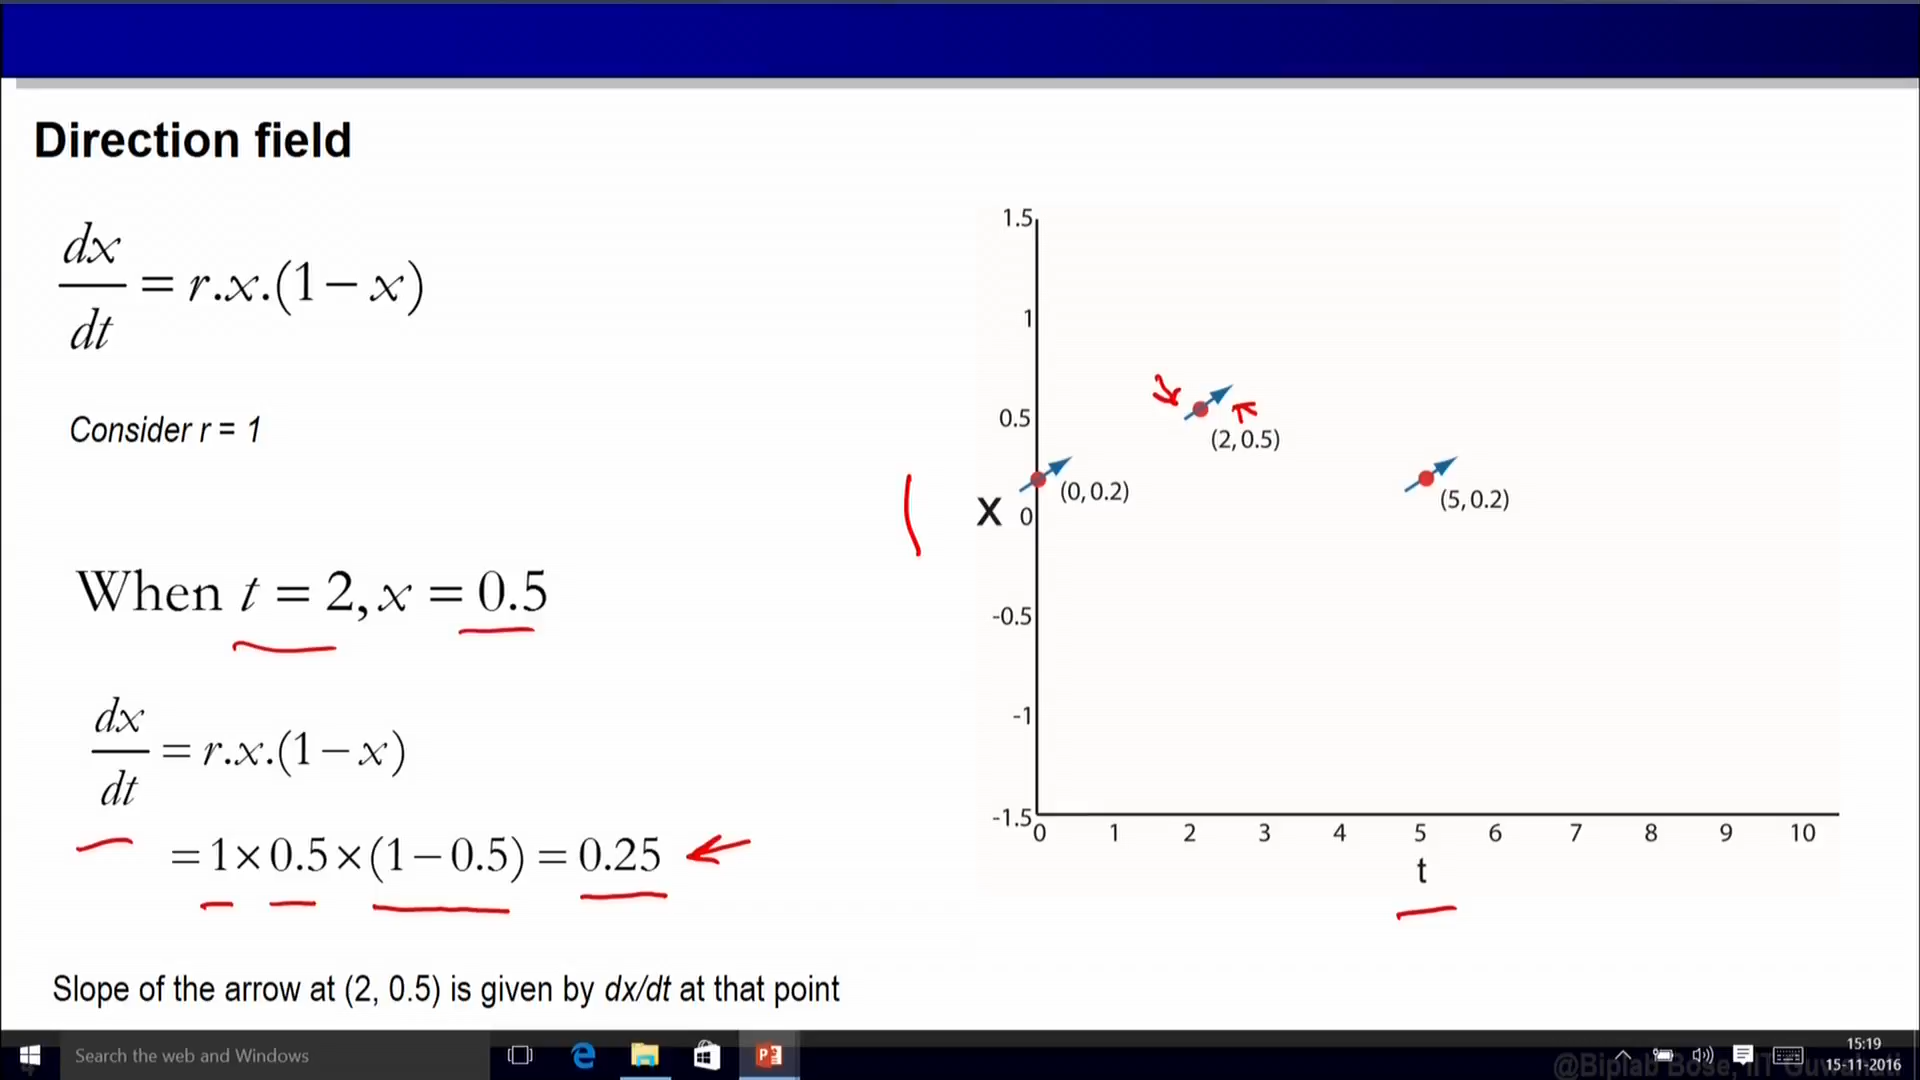 Direction field
dx/dt = r.x.(1 − x)
Consider r = 1
When t = 2, x = 0.5
dx/dt = r.x.(1 − x)
= 1 × 0.5 × (1 − 0.5) = 0.25
Slope of the arrow at (2, 0.5) is given by dx/dt at that point
1.5
1
0.5
X 0
-0.5
-1
-1.5
(2, 0.5)
(0, 0.2)
(5, 0.2)
0 1 2 3 4 5 6 7 8 9 10
t
Search the web and Windows
15:19
15-11-2016
@Biplab Bose, IIT Guwahati